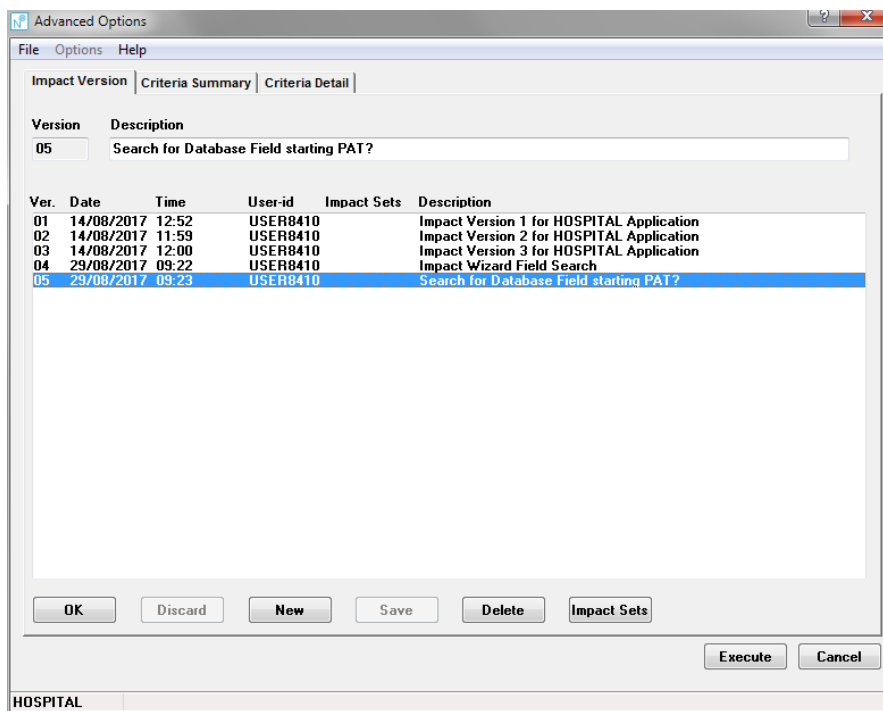 Advanced Options
File Options Help
Impact Version Criteria Summary Criteria Detail
Version Description
05 Search for Database Field starting PAT?
Ver. Date Time User-id Impact Sets Description
01 14/08/2017 12:52 USER8410 Impact Version 1 for HOSPITAL Application
02 14/08/2017 11:59 USER8410 Impact Version 2 for HOSPITAL Application
03 14/08/2017 12:00 USER8410 Impact Version 3 for HOSPITAL Application
04 29/08/2017 09:22 USER8410 Impact Wizard Field Search
05 29/08/2017 09:23 USER8410 Search for Database Field starting PAT?
OK Discard New Save Delete Impact Sets
Execute Cancel
HOSPITAL